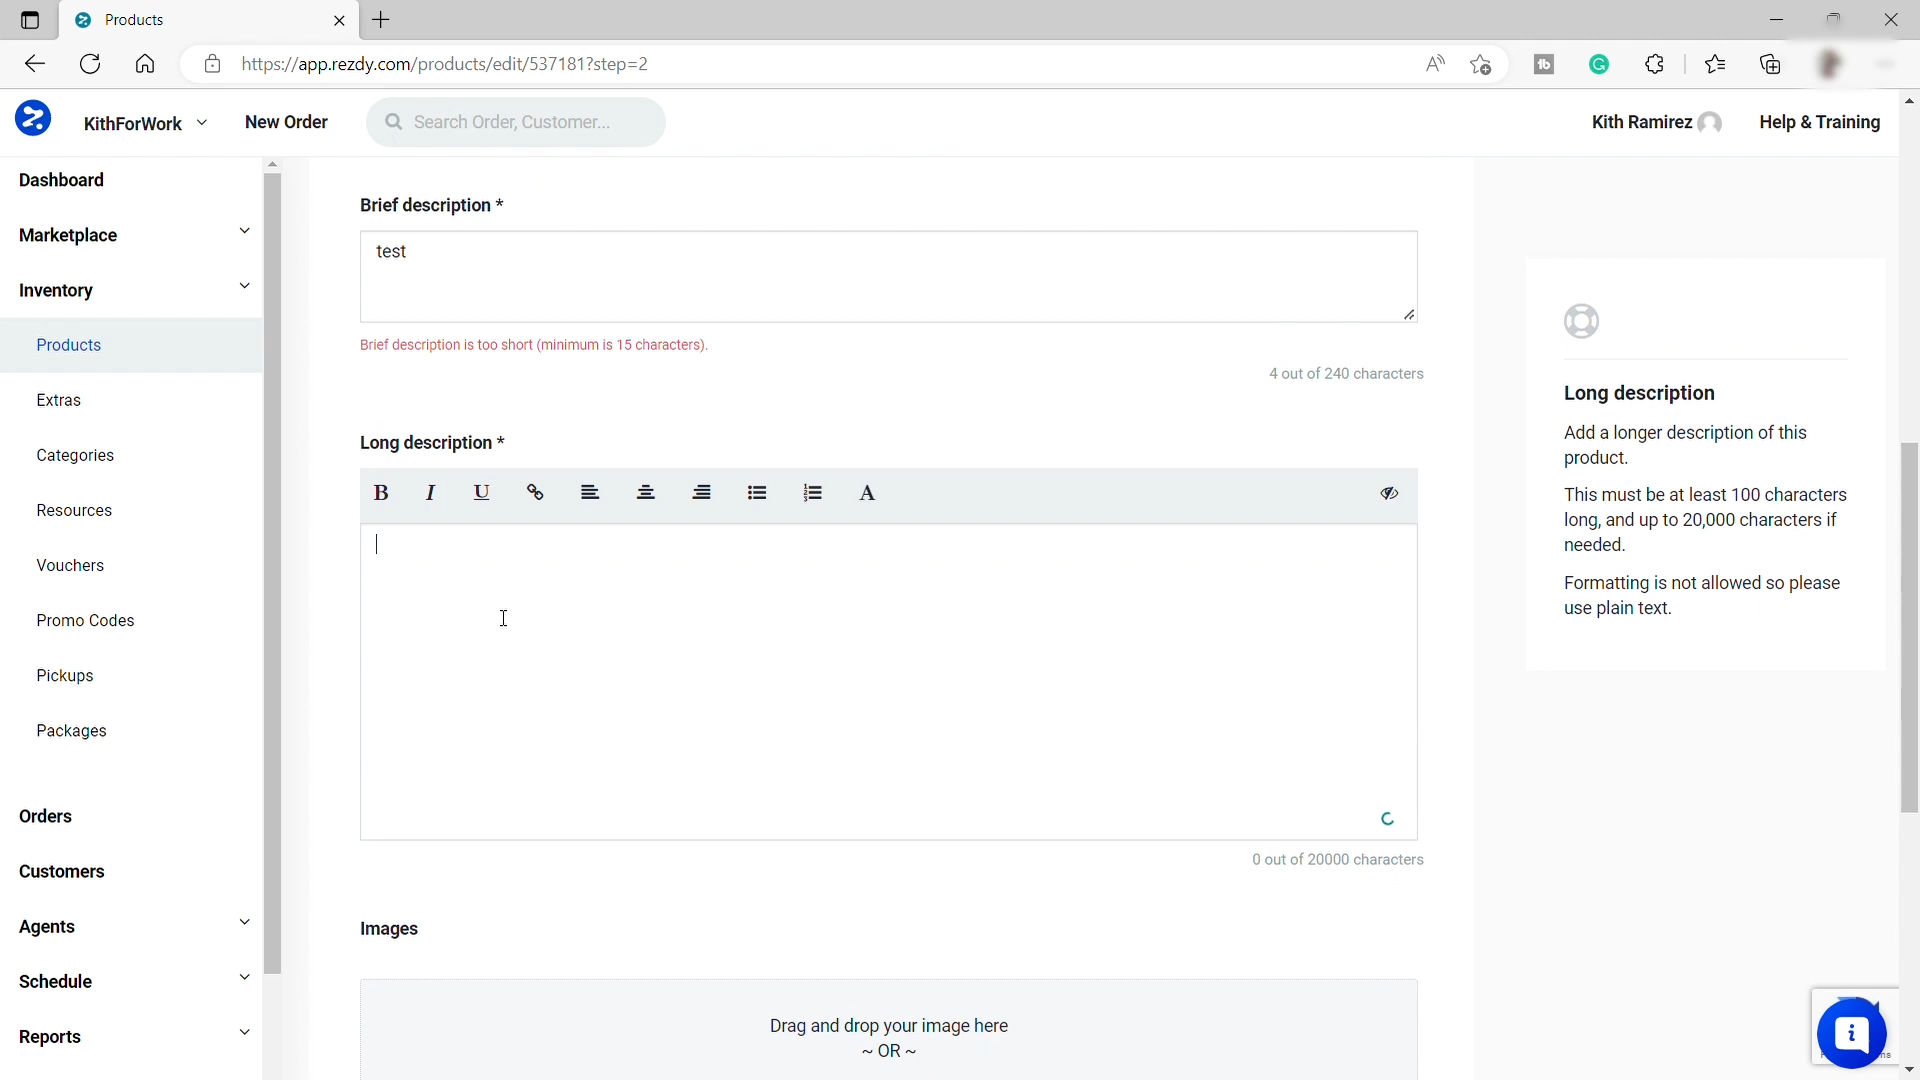 Products
https://app.rezdy.com/products/edit/537181?step=2
KithForWork
New Order
Search Order, Customer...
Kith Ramirez
Help & Training
Dashboard
Marketplace
Inventory
Products
Extras
Categories
Resources
Vouchers
Promo Codes
Pickups
Packages
Orders
Customers
Agents
Schedule
Reports
Brief description *
test
Brief description is too short (minimum is 15 characters).
4 out of 240 characters
Long description *
B I U A
0 out of 20000 characters
Images
Drag and drop your image here
~ OR ~
Long description
Add a longer description of this
product.
This must be at least 100 characters
long, and up to 20,000 characters if
needed.
Formatting is not allowed so please
use plain text.